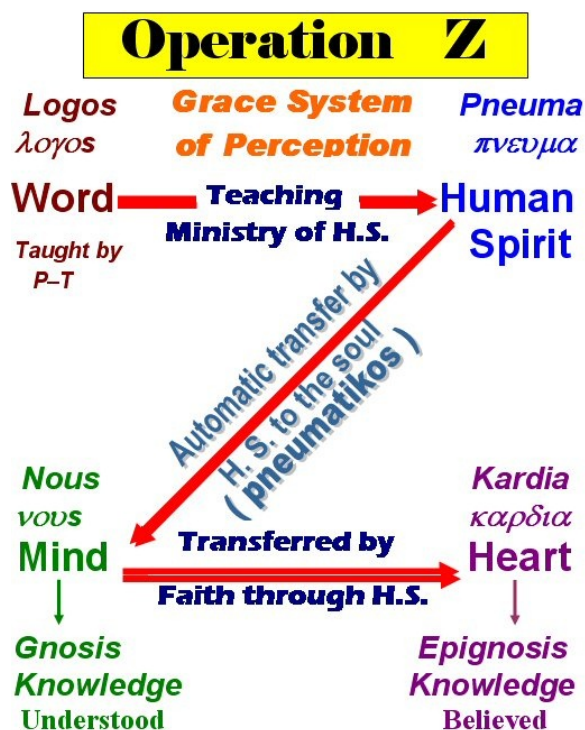 Operation Z
Logos
λογοs
Grace System
of Perception
Pneuma
πνευμα
Word
Teaching
Ministry of H.S.
Human
Spirit
Taught by
P–T
Automatic transfer by
H. S. to the soul
( pneumatikos )
Nous
νουs
Mind
Transferred by
Faith through H.S.
Kardia
καρδια
Heart
Gnosis
Knowledge
Understood
Epignosis
Knowledge
Believed